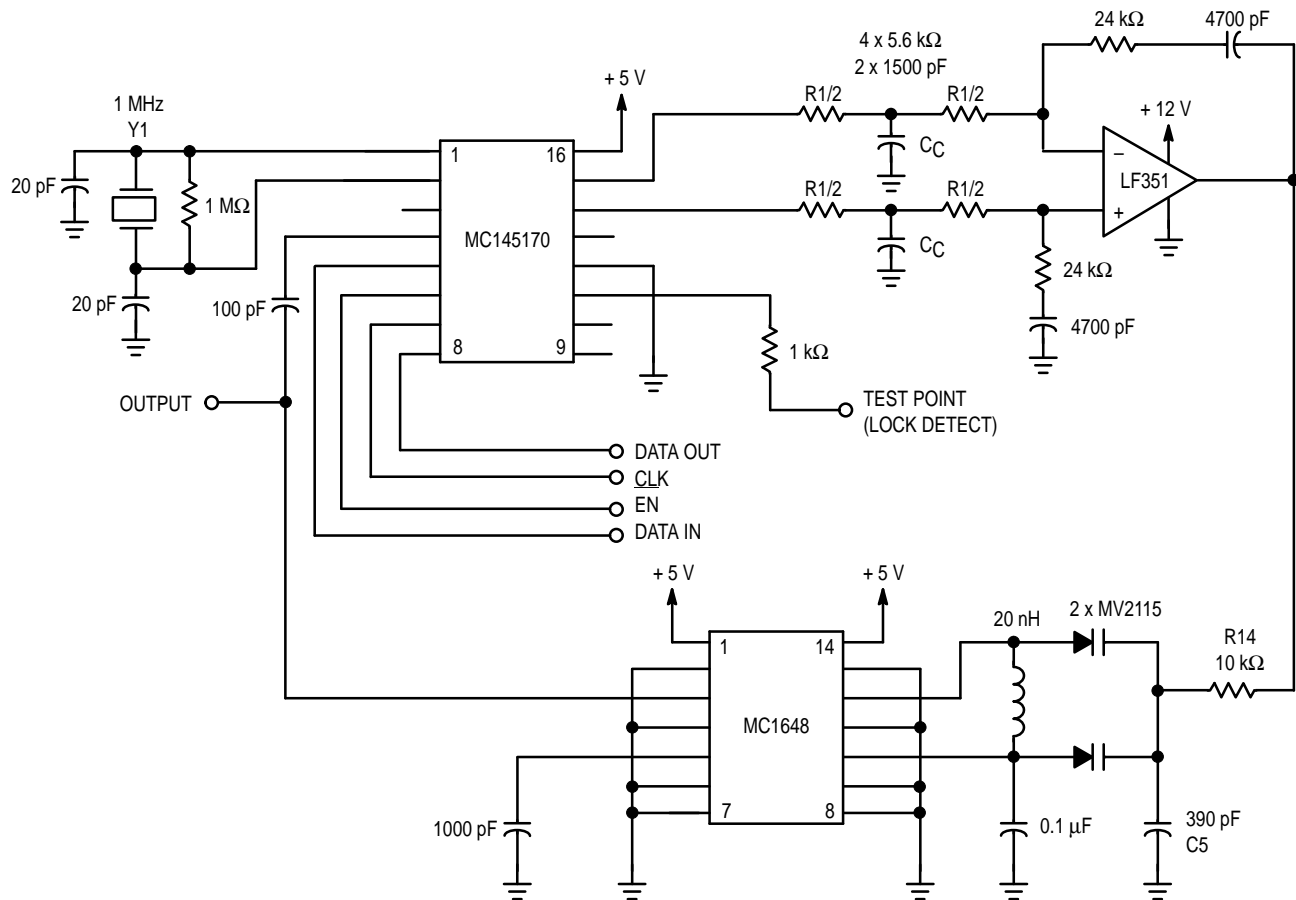 24 kΩ
4700 pF
4 x 5.6 kΩ
2 x 1500 pF
+ 5 V
R1/2
R1/2
+ 12 V
1 MHz
Y1
1
16
CC
–
LF351
+
20 pF
1 MΩ
R1/2
R1/2
MC145170
CC
24 kΩ
20 pF
100 pF
4700 pF
8
9
1 kΩ
OUTPUT
TEST POINT
(LOCK DETECT)
DATA OUT
CLK
EN
DATA IN
+ 5 V
+ 5 V
20 nH
2 x MV2115
R14
10 kΩ
1
14
MC1648
1000 pF
7
8
0.1 µF
390 pF
C5